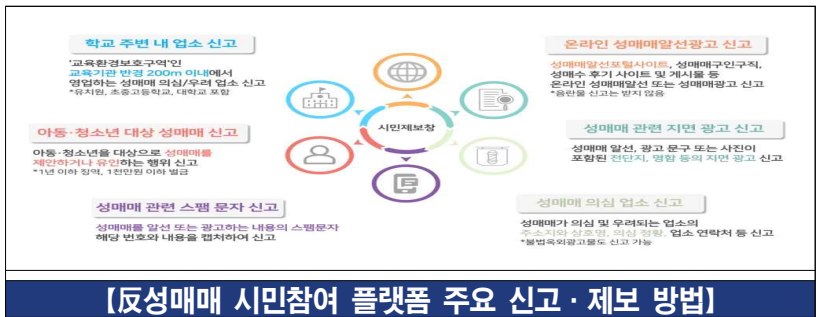 학교 주변 내 업소 신고
'교육환경보호구역'인
교육기관 반경 200m 이내에서
영업하는 성매매 의심/우려 업소 신고
*유치원, 초중고등학교, 대학교 포함
아동·청소년 대상 성매매 신고
아동·청소년을 대상으로 성매매를
제안하거나 유인하는 행위 신고
*1년 이하 징역, 1천만원 이하 벌금
성매매 관련 스팸 문자 신고
성매매를 알선 또는 광고하는 내용의 스팸문자
해당 번호와 내용을 캡처하여 신고
시민제보창
온라인 성매매알선광고 신고
성매매알선포털사이트, 성매매구인구직,
성매수 후기 사이트 및 게시물 등
온라인 성매매알선 또는 성매매광고 신고
*음란물 신고는 받지 않음
성매매 관련 지면 광고 신고
성매매 알선, 광고 문구 또는 사진이
포함된 전단지, 명함 등의 지면 광고 신고
성매매 의심 업소 신고
성매매가 의심 및 우려되는 업소의
주소지와 상호명, 의심 정황, 업소 연락처 등 신고
*불법옥외광고물도 신고 가능
【反성매매 시민참여 플랫폼 주요 신고·제보 방법】